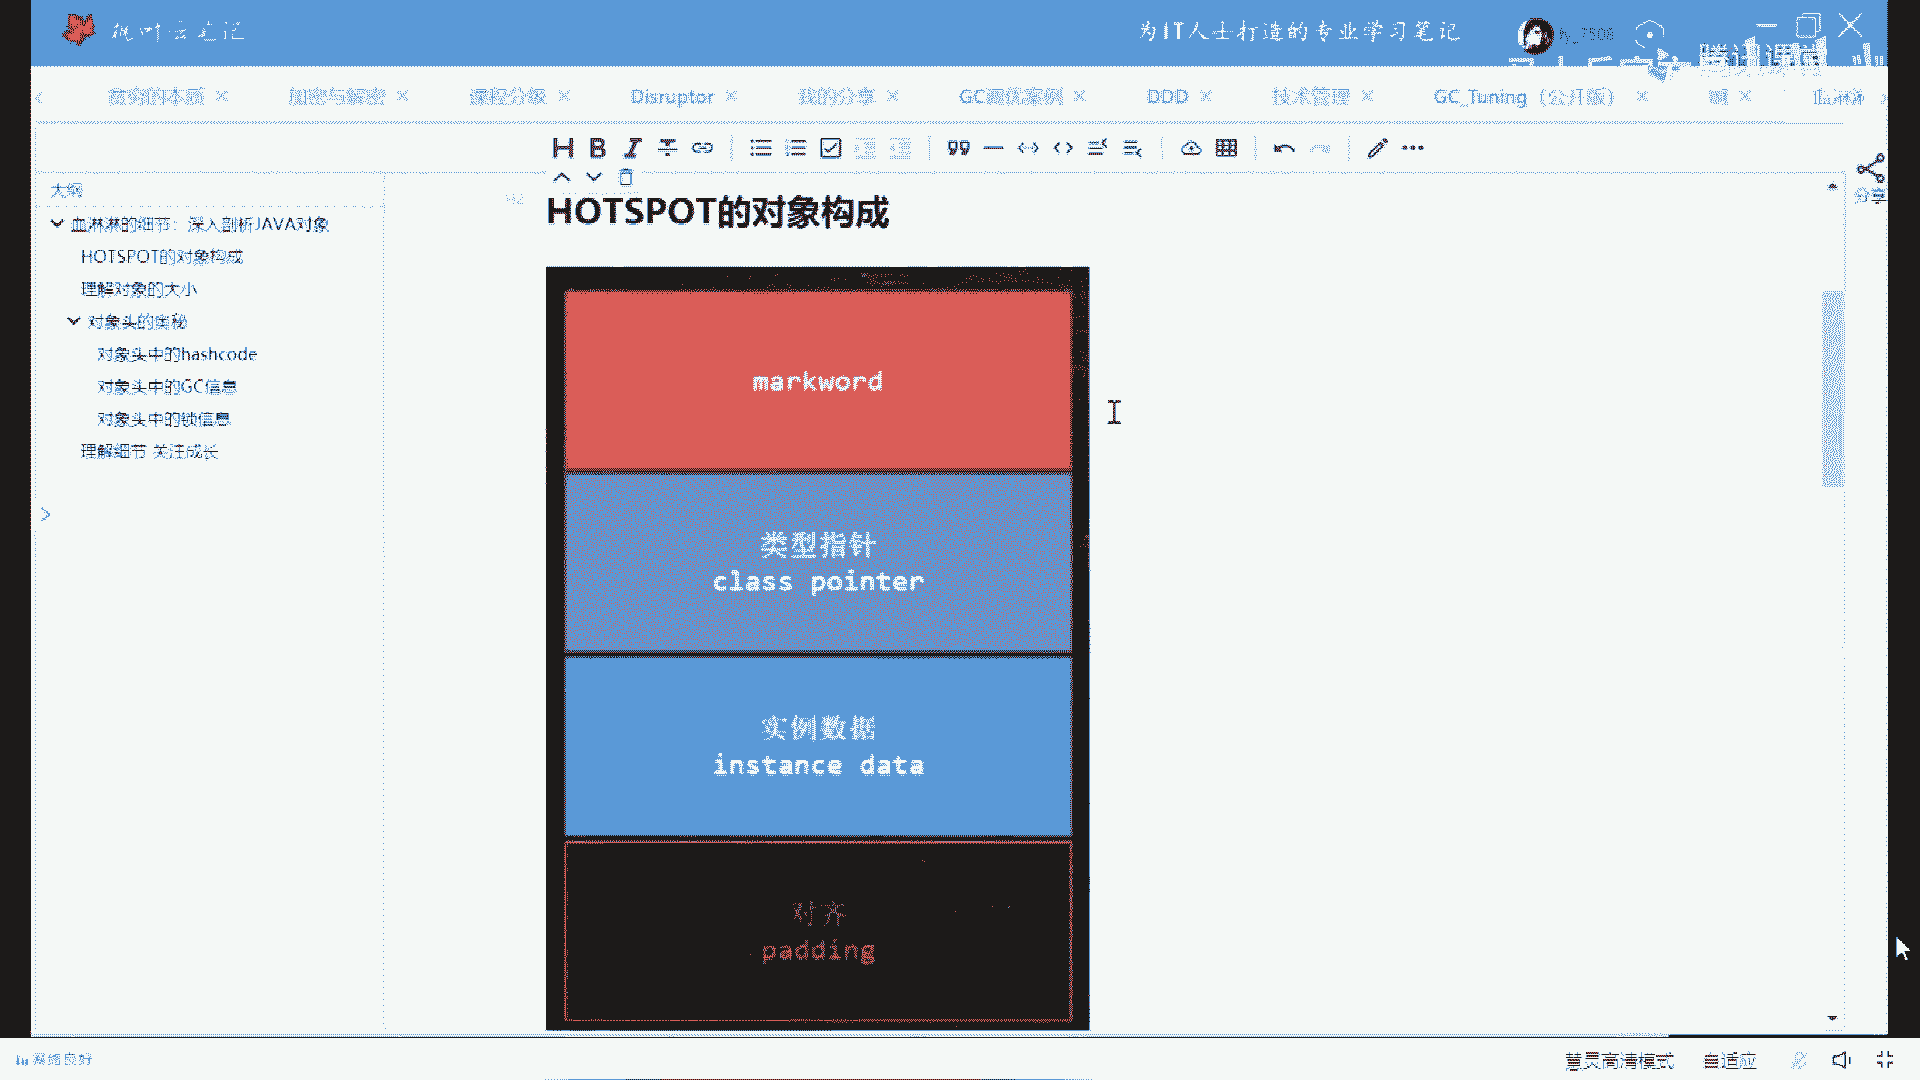 枫叶云笔记
为IT人士打造的专业学习笔记
fy_7508
腾讯课堂
贫穷的本质
加密与解密
课程分级
Disruptor
我的分享
GC调优案例
DDD
技术管理
GC_Tuning（公开版）
分享
大纲
血淋淋的细节：深入剖析JAVA对象
HOTSPOT的对象构成
理解对象的大小
对象头的奥秘
对象头中的hashcode
对象头中的GC信息
对象头中的锁信息
理解细节 关注成长
H2
HOTSPOT的对象构成
markword
类型指针
class pointer
实例数据
instance data
对齐
padding
网络良好
慧灵高清模式
自适应